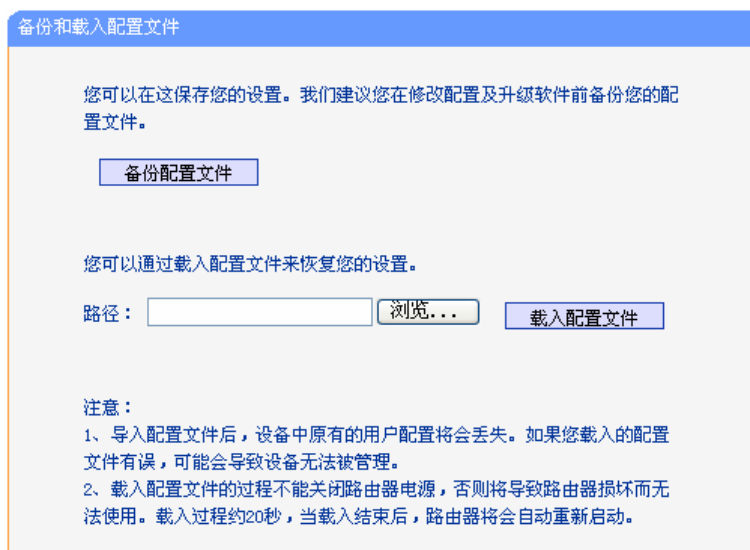 备份和载入配置文件
您可以在这保存您的设置。我们建议您在修改配置及升级软件前备份您的配
置文件。
备份配置文件
您可以通过载入配置文件来恢复您的设置。
路径： 浏览... 载入配置文件
注意：
1、导入配置文件后，设备中原有的用户配置将会丢失。如果您载入的配置
文件有误，可能会导致设备无法被管理。
2、载入配置文件的过程不能关闭路由器电源，否则将导致路由器损坏而无
法使用。载入过程约20秒，当载入结束后，路由器将会自动重新启动。